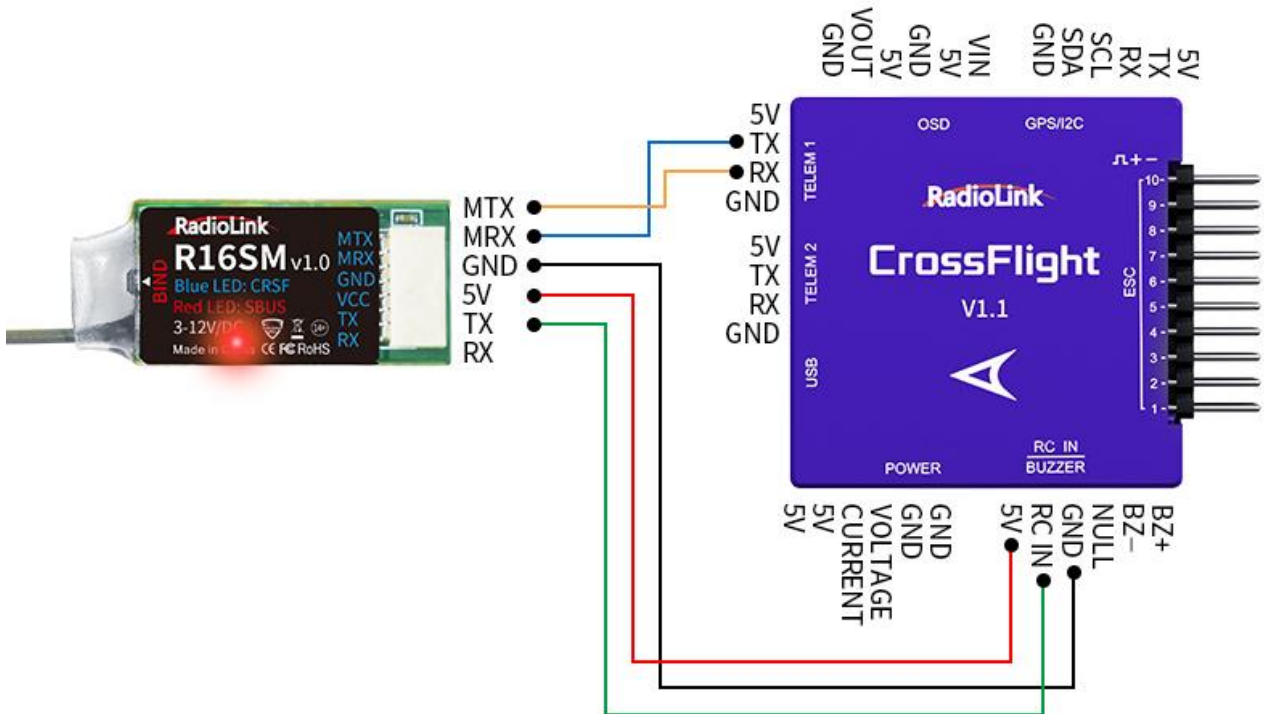 GND
VOUT
5V
GND
5V
VIN
GND
SDA
SCL
RX
TX
5V
5V
TX
RX
GND
TELEM 1
5V
TX
RX
GND
TELEM 2
USB
OSD
GPS/I2C
RadioLink
CrossFlight
V1.1
+ −
10
9
8
7
6
5
4
3
2
1
ESC
POWER
RC IN
BUZZER
5V
5V
CURRENT
VOLTAGE
GND
GND
5V
RC IN
GND
NULL
BZ−
BZ+
RadioLink
R16SM v1.0
Blue LED: CRSF
Red LED: SBUS
3-12V/DC
14+
CE FC RoHS
BIND
MTX
MRX
GND
VCC
TX
RX
MTX
MRX
GND
5V
TX
RX